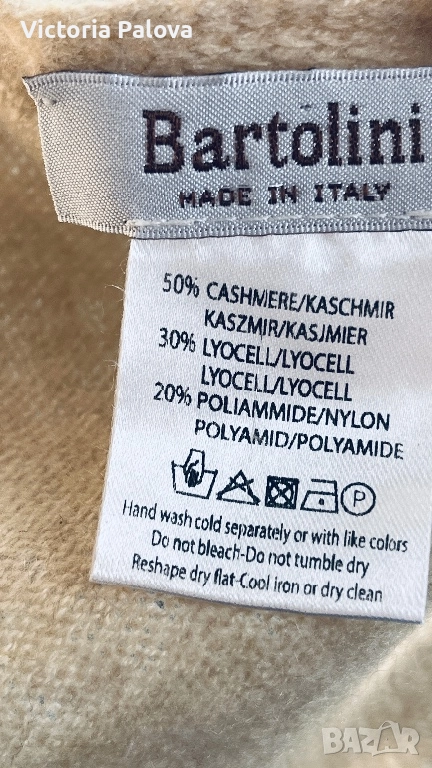 Victoria Palova
Bartolini
MADE IN ITALY
50% CASHMERE/KASCHMIR
KASZMIR/KASJMIER
30% LYOCELL/LYOCELL
LYOCELL/LYOCELL
20% POLIAMMIDE/NYLON
POLYAMID/POLYAMIDE
P
Hand wash cold separately or with like colors
Do not bleach-Do not tumble dry
Reshape dry flat-Cool iron or dry clean
BAZAR